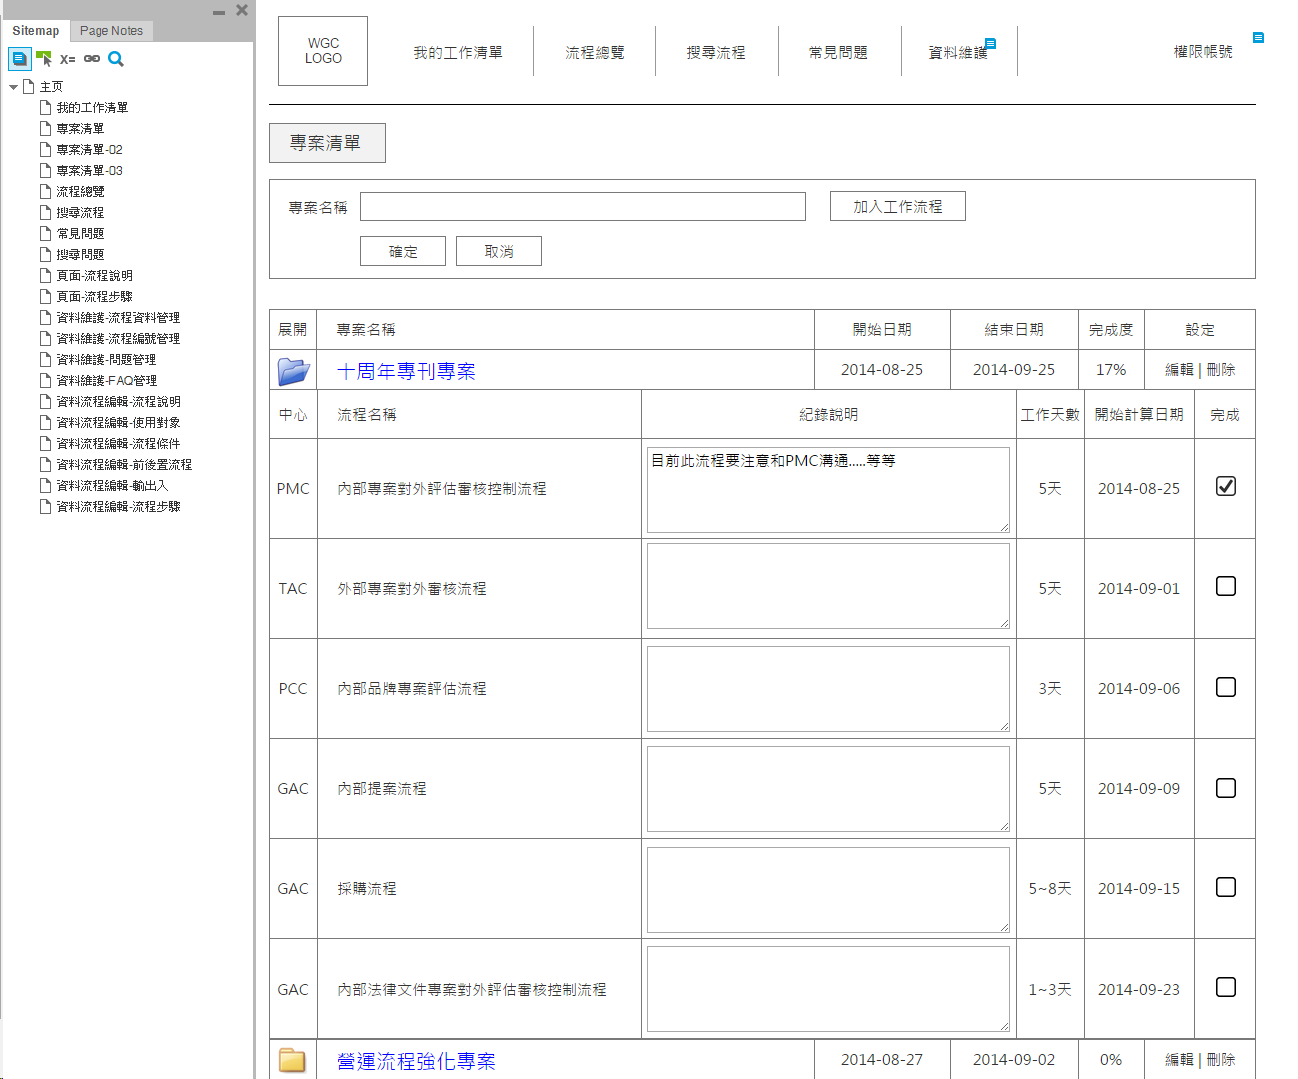 Sitemap
Page Notes
X=
主页
我的工作清單
專案清單
專案清單-02
專案清單-03
流程總覽
搜尋流程
常見問題
搜尋問題
頁面-流程說明
頁面-流程步驟
資料維護-流程資料管理
資料維護-流程編號管理
資料維護-問題管理
資料維護-FAQ管理
資料流程編輯-流程說明
資料流程編輯-使用對象
資料流程編輯-流程條件
資料流程編輯-前後置流程
資料流程編輯-輸出入
資料流程編輯-流程步驟
WGC
LOGO
我的工作清單
流程總覽
搜尋流程
常見問題
資料維護
權限帳號
專案清單
專案名稱
加入工作流程
確定
取消
展開 專案名稱 開始日期 結束日期 完成度 設定
十周年專刊專案 2014-08-25 2014-09-25 17% 編輯 | 刪除
中心 流程名稱 紀錄說明 工作天數 開始計算日期 完成
PMC 內部專案對外評估審核控制流程 目前此流程要注意和PMC溝通.....等等 5天 2014-08-25
TAC 外部專案對外審核流程 5天 2014-09-01
PCC 內部品牌專案評估流程 3天 2014-09-06
GAC 內部提案流程 5天 2014-09-09
GAC 採購流程 5~8天 2014-09-15
GAC 內部法律文件專案對外評估審核控制流程 1~3天 2014-09-23
營運流程強化專案 2014-08-27 2014-09-02 0% 編輯 | 刪除